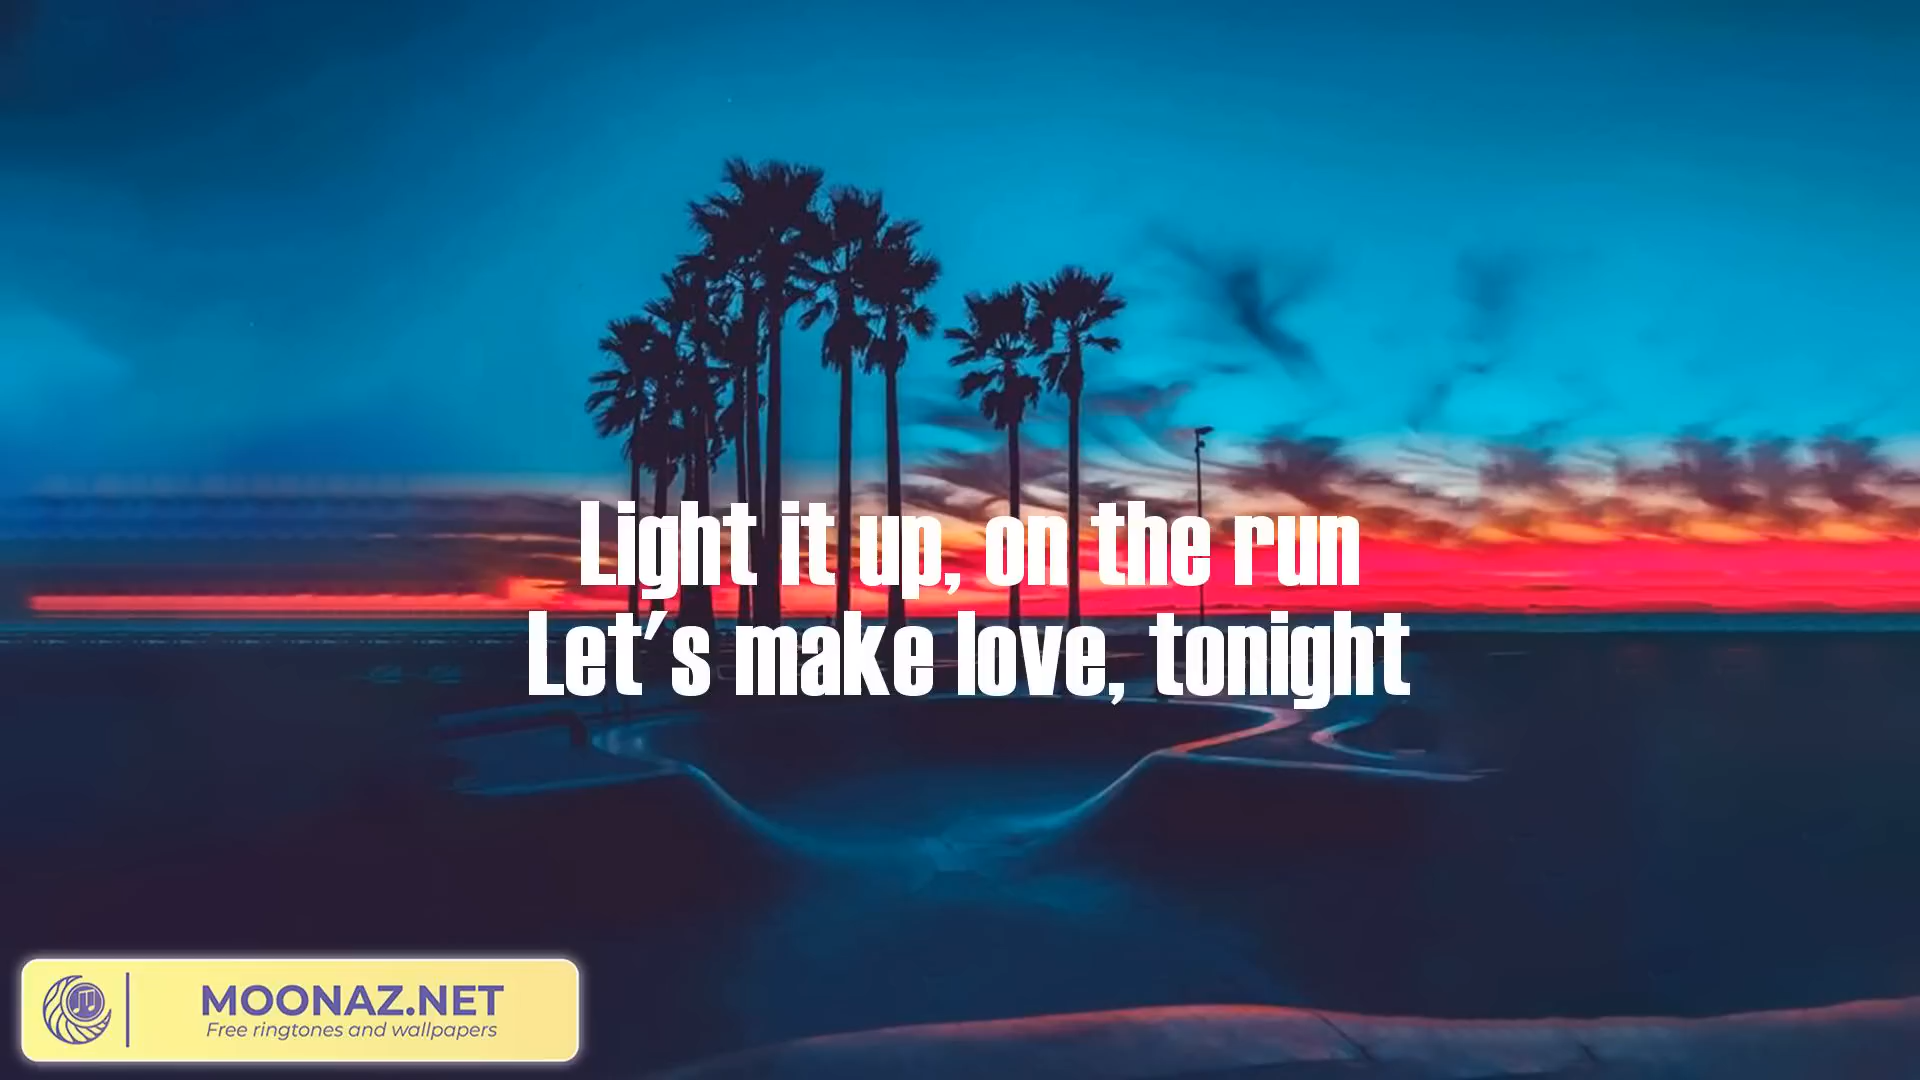 Light it up, on the run
Let's make love, tonight
MOONAZ.NET
Free ringtones and wallpapers